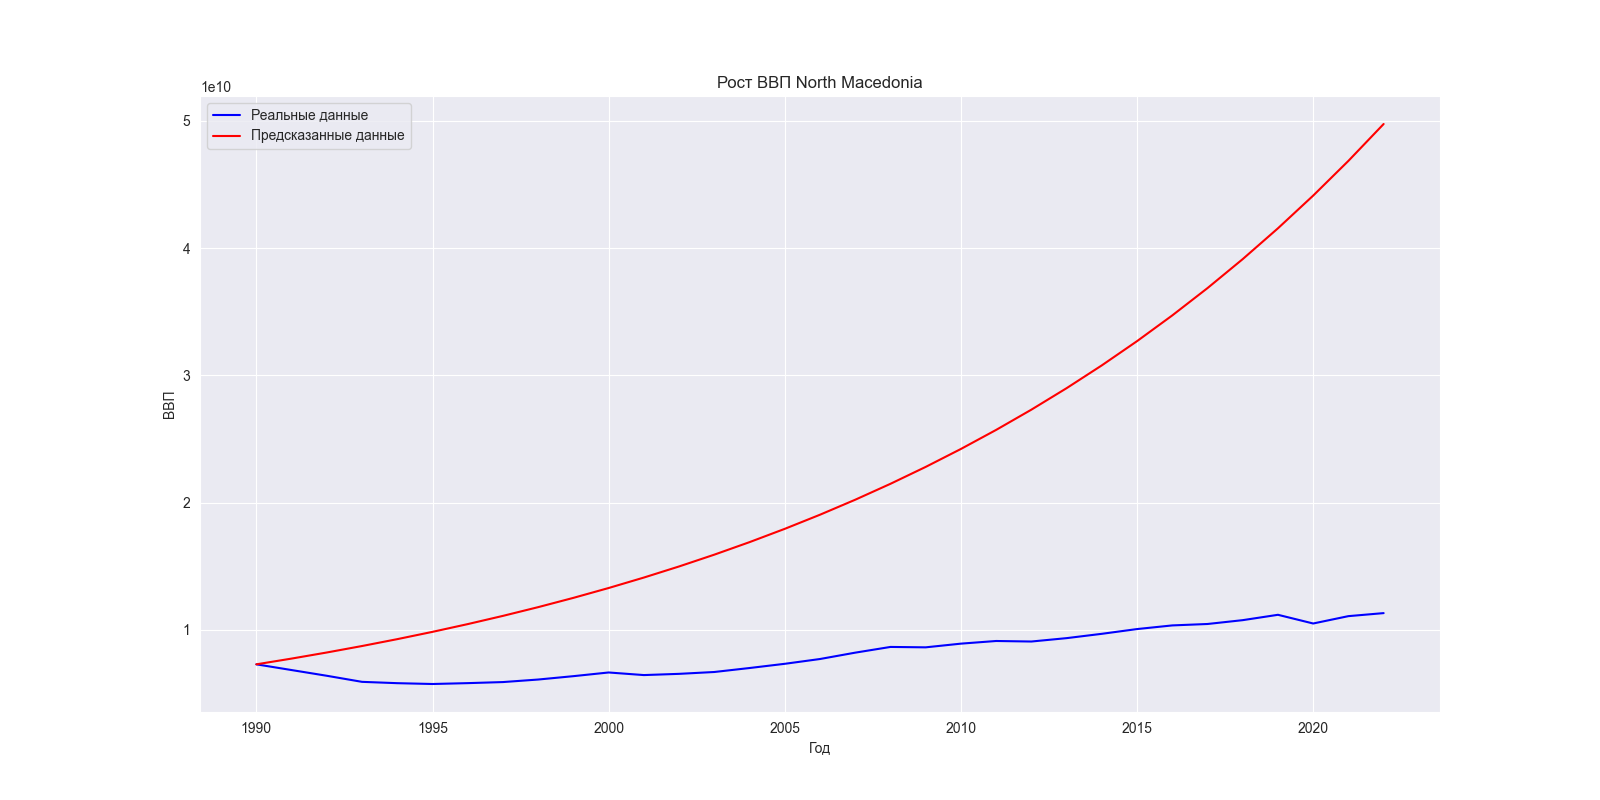 Рост ВВП North Macedonia
1e10
Реальные данные
Предсказанные данные
5
4
3
2
1
ВВП
1990 1995 2000 2005 2010 2015 2020
Год